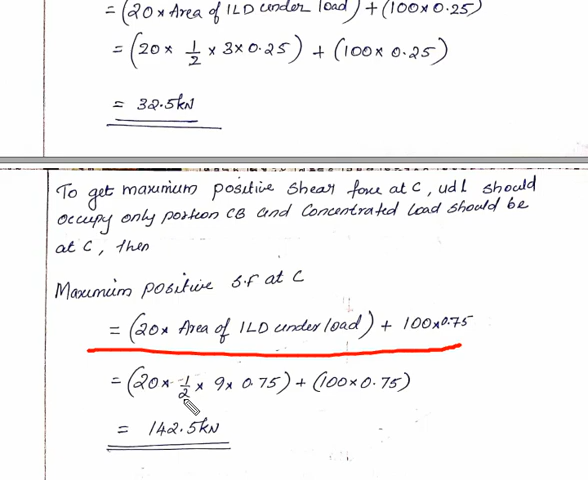 = (20 × Area of ILD under load) + (100 × 0.25)
= (20 × 1/2 × 3 × 0.25) + (100 × 0.25)
= 32.5kN
To get maximum positive shear force at C, udl should
occupy only portion CB and Concentrated load should be
at C, then
Maximum positive S.F at C
= (20 × Area of ILD under load) + 100 × 0.75
= (20 × 1/2 × 9 × 0.75) + (100 × 0.75)
= 142.5kN